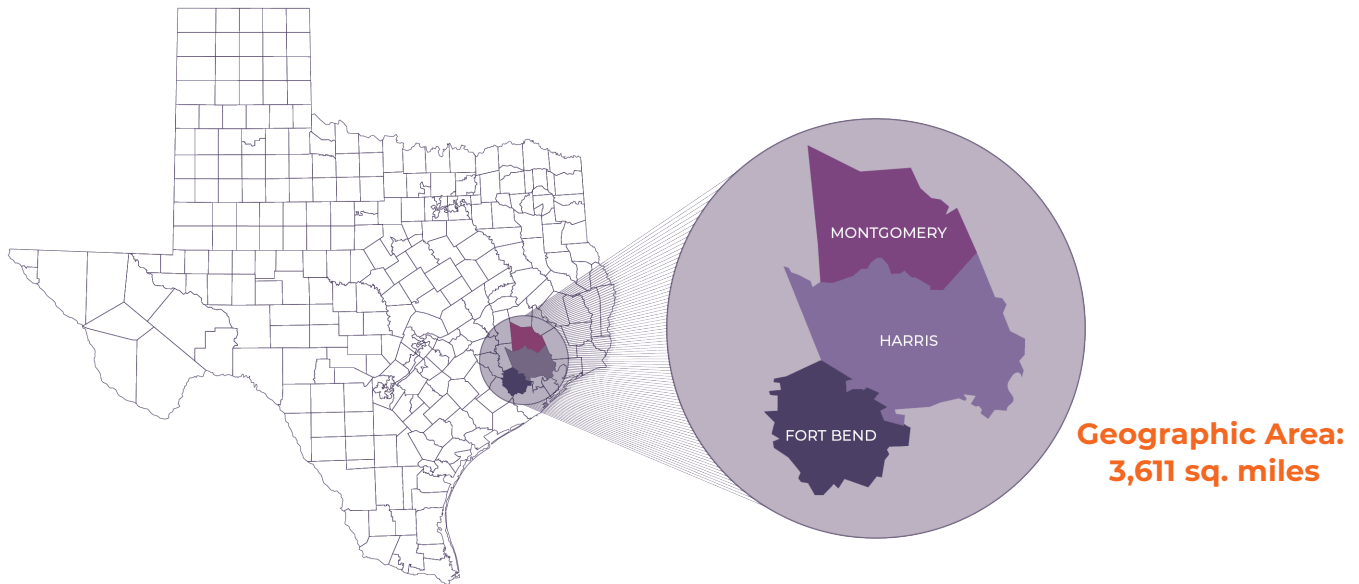 MONTGOMERY
HARRIS
FORT BEND
Geographic Area:
3,611 sq. miles